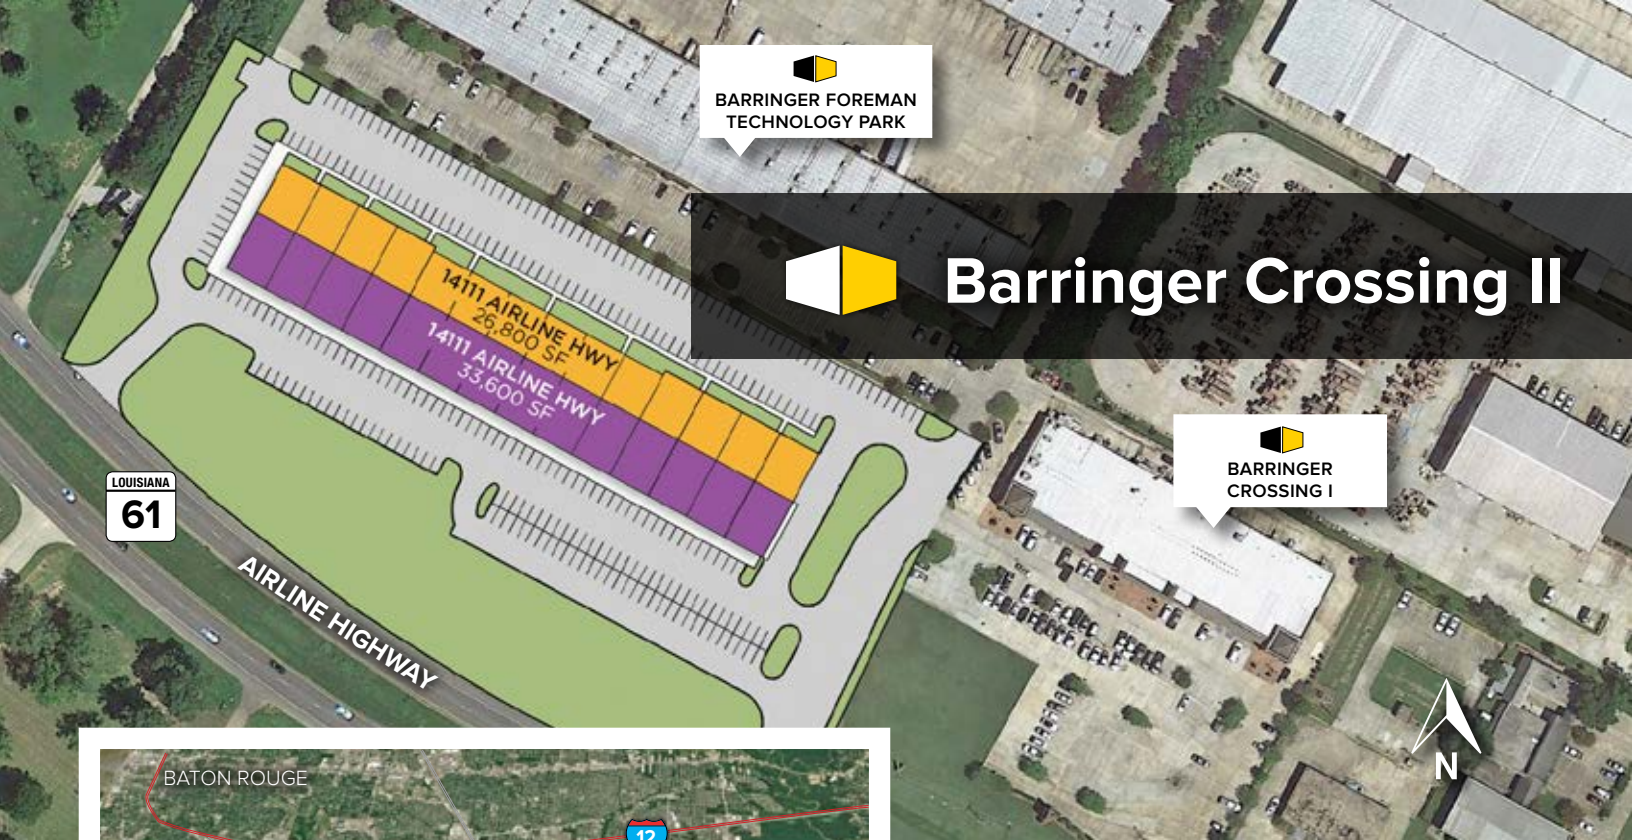 BARRINGER FOREMAN
TECHNOLOGY PARK
Barringer Crossing II
14111 AIRLINE HWY
26,800 SF
14111 AIRLINE HWY
33,600 SF
BARRINGER
CROSSING I
LOUISIANA
61
AIRLINE HIGHWAY
N
BATON ROUGE
12